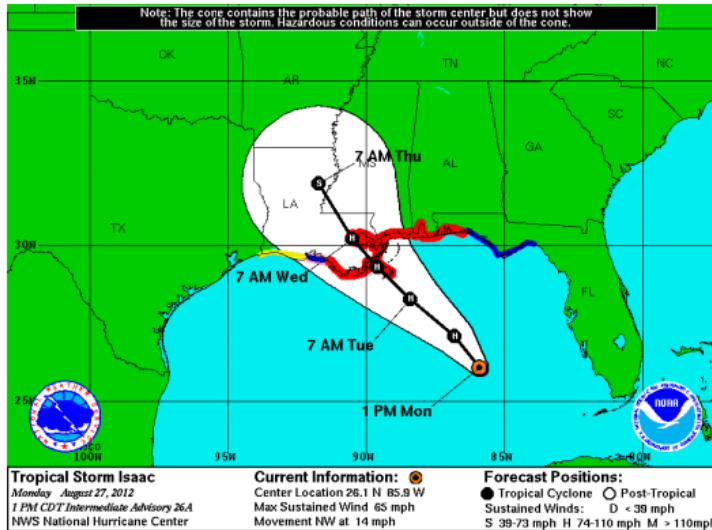 Note: The cone contains the probable path of the storm center but does not show
the size of the storm. Hazardous conditions can occur outside of the cone.
35N
OK
AR
TN
NC
SC
MS
AL
GA
7 AM Thu
S
LA
TX
30N
H
7 AM Wed
H
FL
H
7 AM Tue
H
25N
1 PM Mon
NATIONAL WEATHER SERVICE
NOAA
100W
95W
90W
85W
80W
Tropical Storm Isaac
Monday August 27, 2012
1 PM CDT Intermediate Advisory 26A
NWS National Hurricane Center
Current Information:
Center Location 26.1 N 85.9 W
Max Sustained Wind 65 mph
Movement NW at 14 mph
Forecast Positions:
Tropical Cyclone Post-Tropical
Sustained Winds: D < 39 mph
S 39-73 mph H 74-110 mph M > 110mph